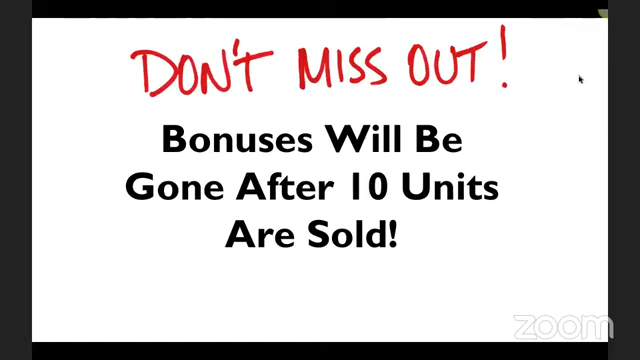 DON'T MISS OUT!
Bonuses Will Be
Gone After 10 Units
Are Sold!
zoom